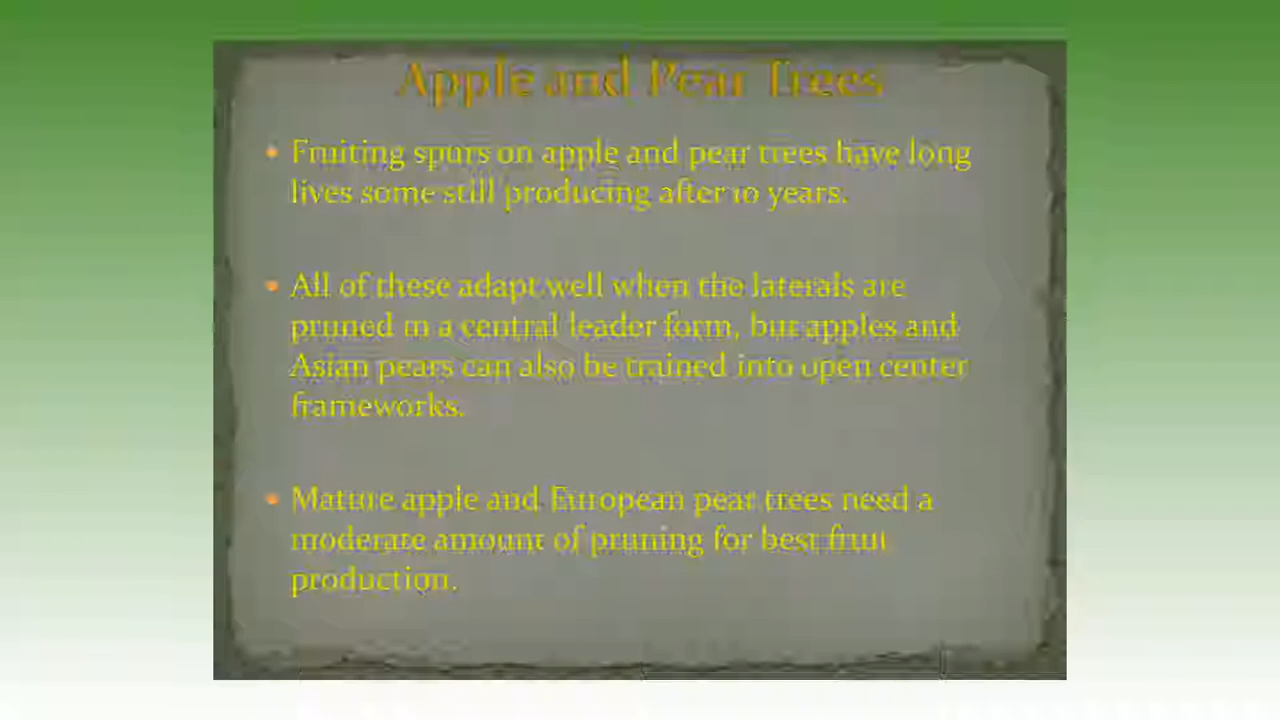 Apple and Pear Trees
• Fruiting spurs on apple and pear trees have long
lives some still producing after 10 years.
• All of these adapt well when the laterals are
pruned in a central leader form, but apples and
Asian pears can also be trained into open center
frameworks.
• Mature apple and European pear trees need a
moderate amount of pruning for best fruit
production.